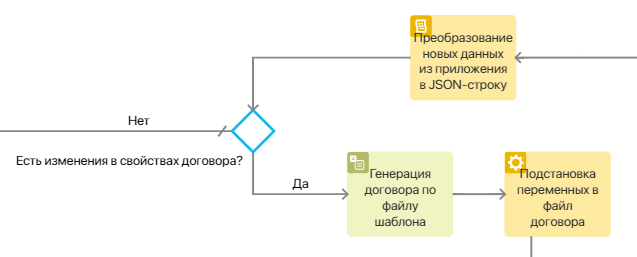 Преобразование
новых данных
из приложения
в JSON-строку
Нет
Есть изменения в свойствах договора?
Да
Генерация
договора по
файлу
шаблона
Подстановка
переменных в
файл
договора